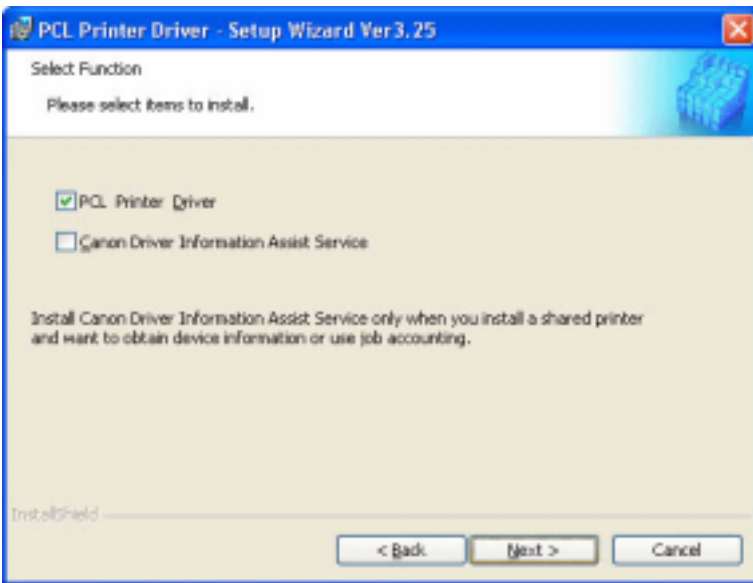 PCL Printer Driver - Setup Wizard Ver3.25
Select Function
Please select items to install.
PCL Printer Driver
Canon Driver Information Assist Service
Install Canon Driver Information Assist Service only when you install a shared printer
and want to obtain device information or use job accounting.
InstallShield
< Back Next > Cancel